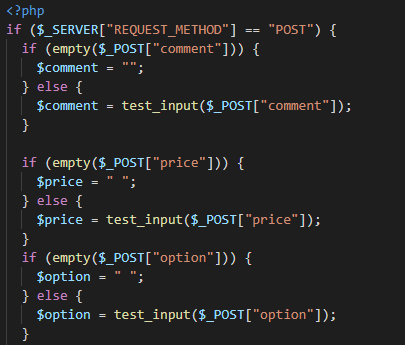 <?php
if ($_SERVER["REQUEST_METHOD"] == "POST") {
  if (empty($_POST["comment"])) {
    $comment = "";
  } else {
    $comment = test_input($_POST["comment"]);
  }

  if (empty($_POST["price"])) {
    $price = " ";
  } else {
    $price = test_input($_POST["price"]);
  }
  if (empty($_POST["option"])) {
    $option = " ";
  } else {
    $option = test_input($_POST["option"]);
  }